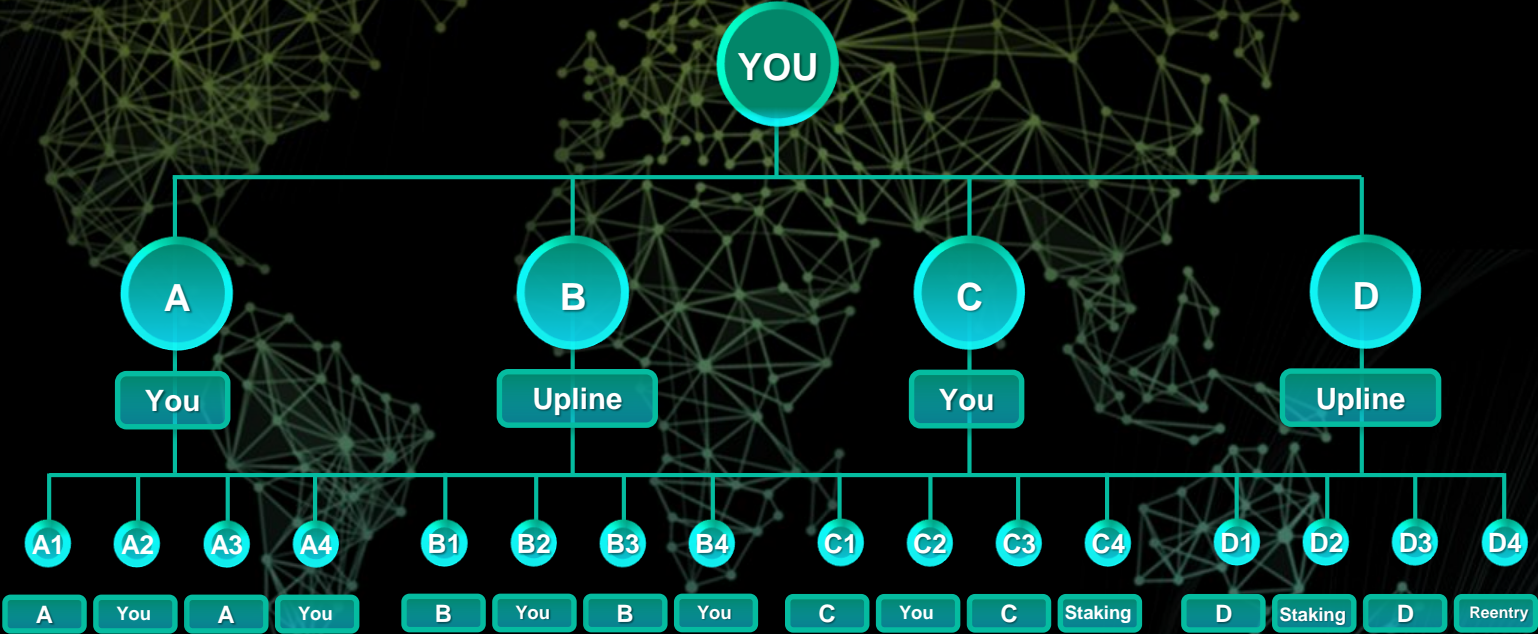 YOU
A B C D
You Upline You Upline
A1 A2 A3 A4 B1 B2 B3 B4 C1 C2 C3 C4 D1 D2 D3 D4
A You A You B You B You C You C Staking D Staking D Reentry